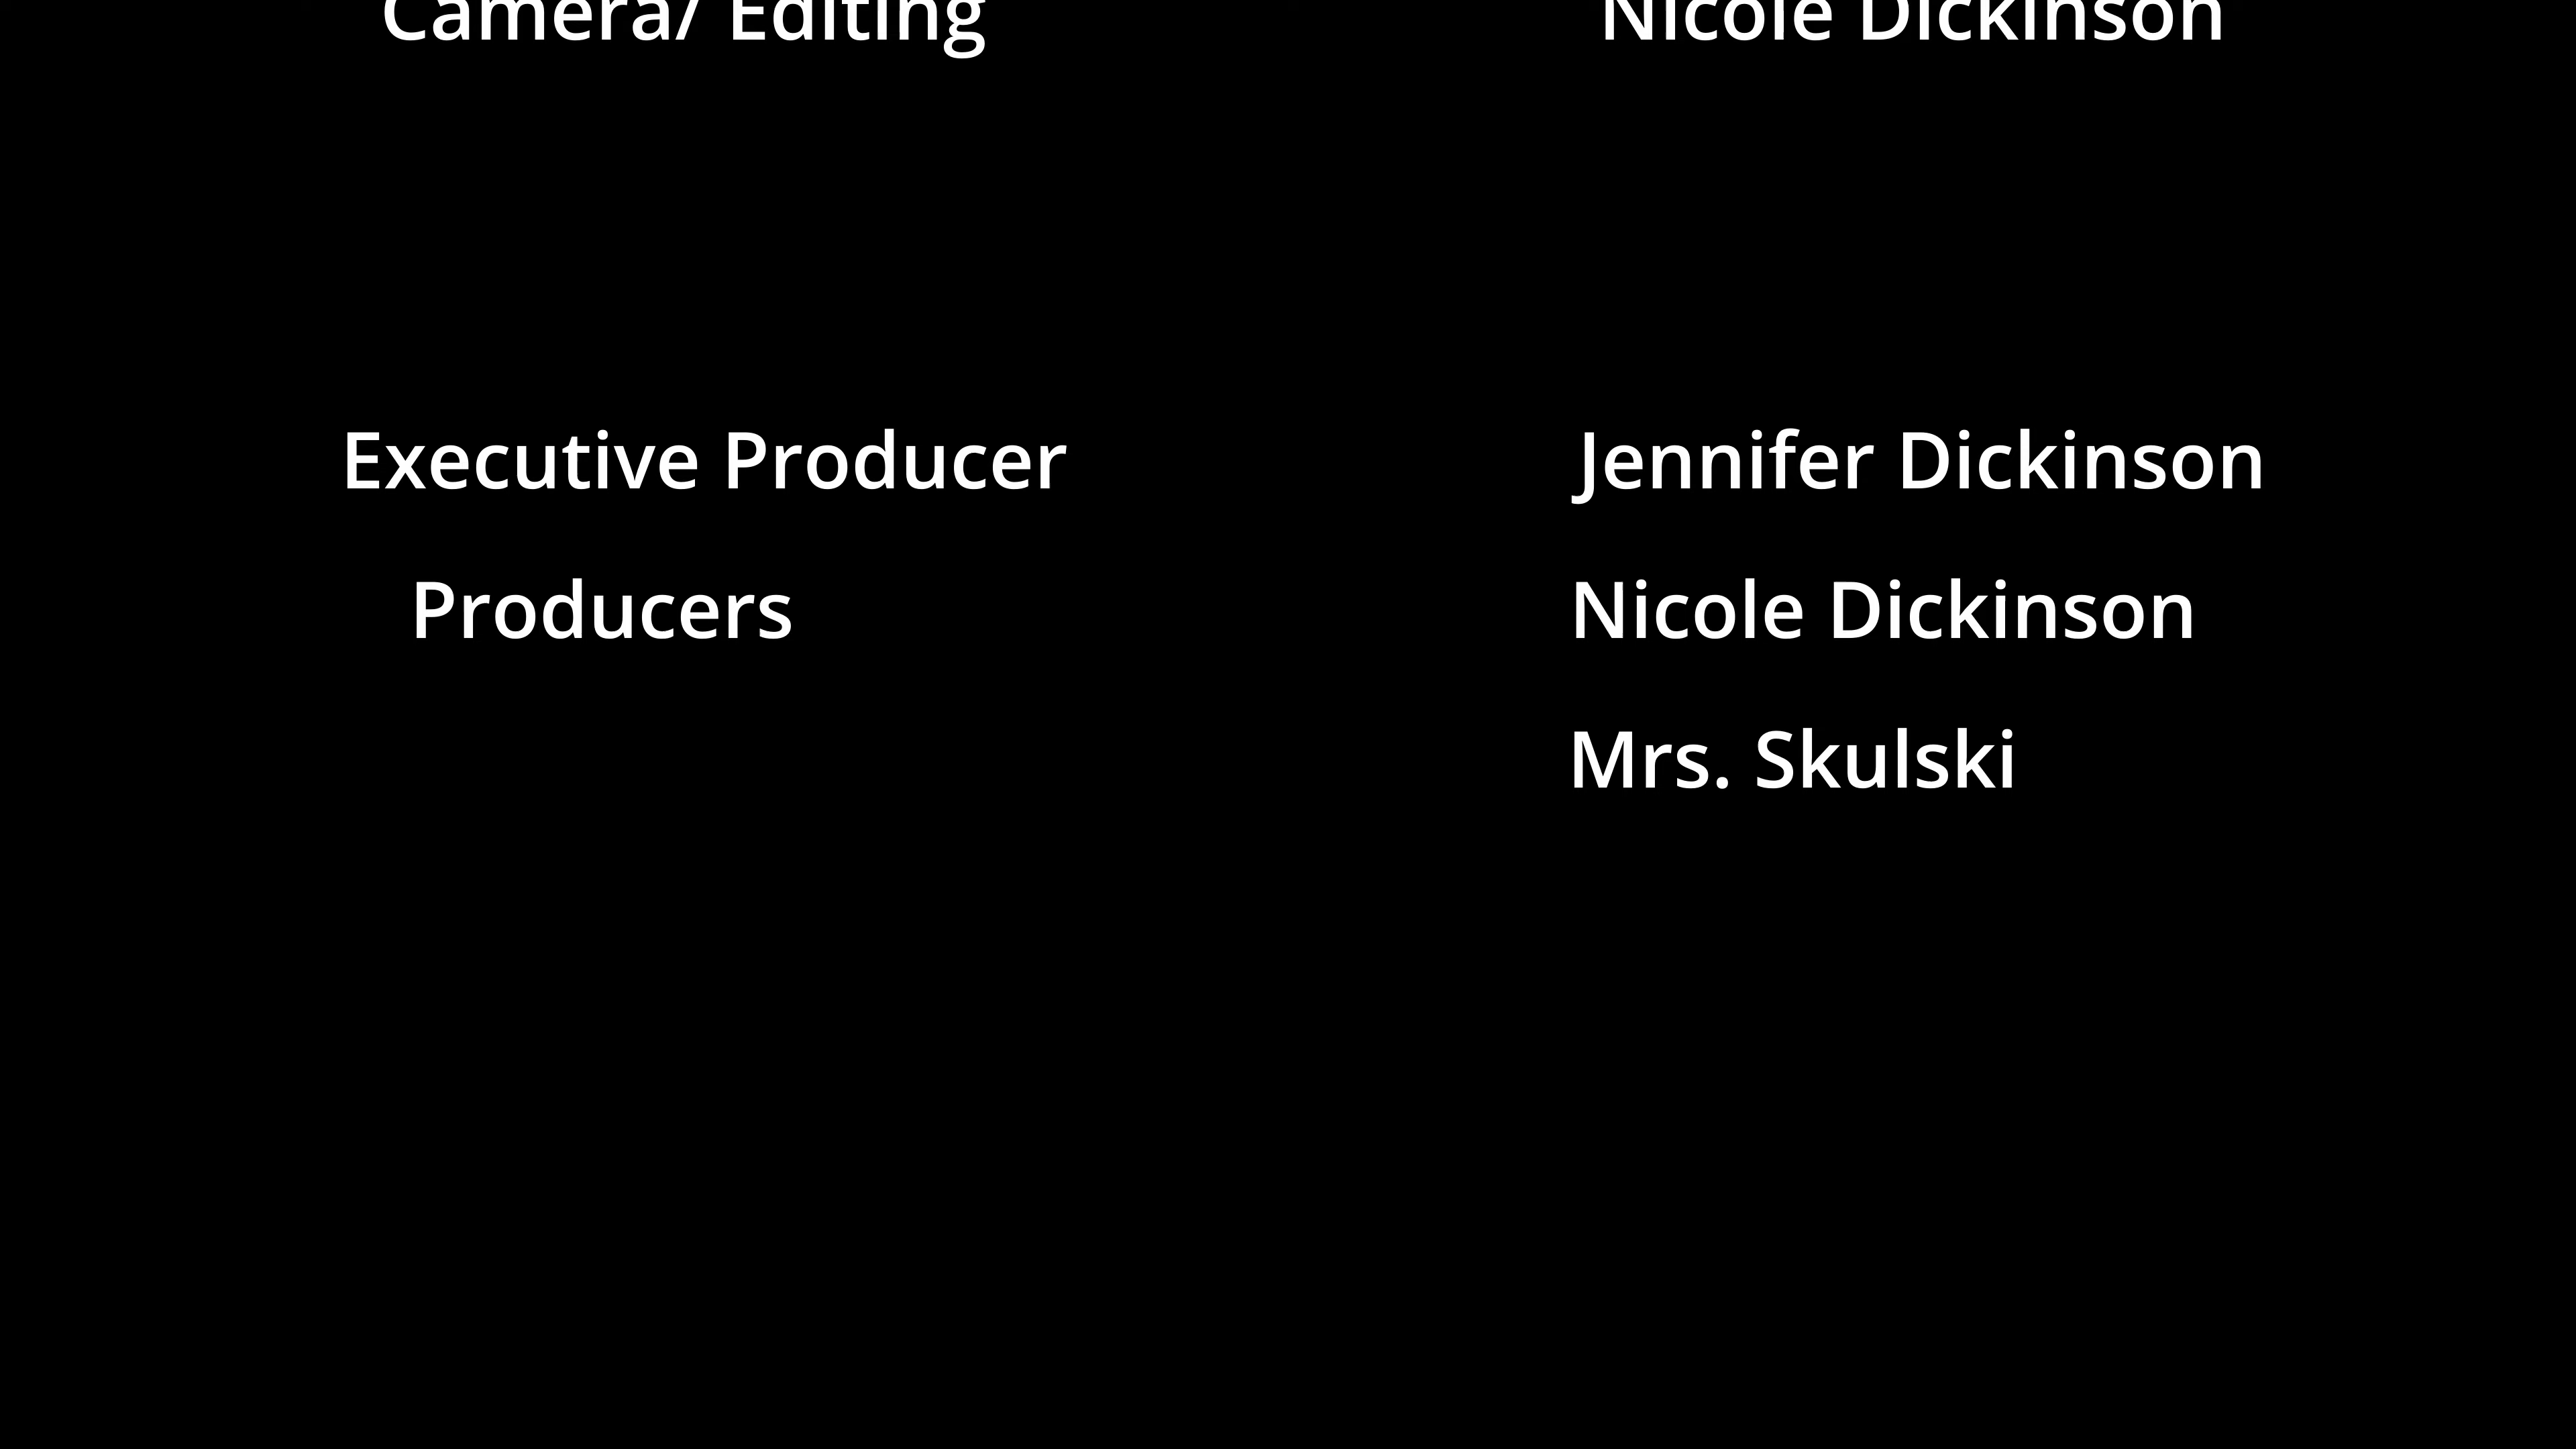 Camera/ Editing Nicole Dickinson
Executive Producer Jennifer Dickinson
Producers Nicole Dickinson
Mrs. Skulski